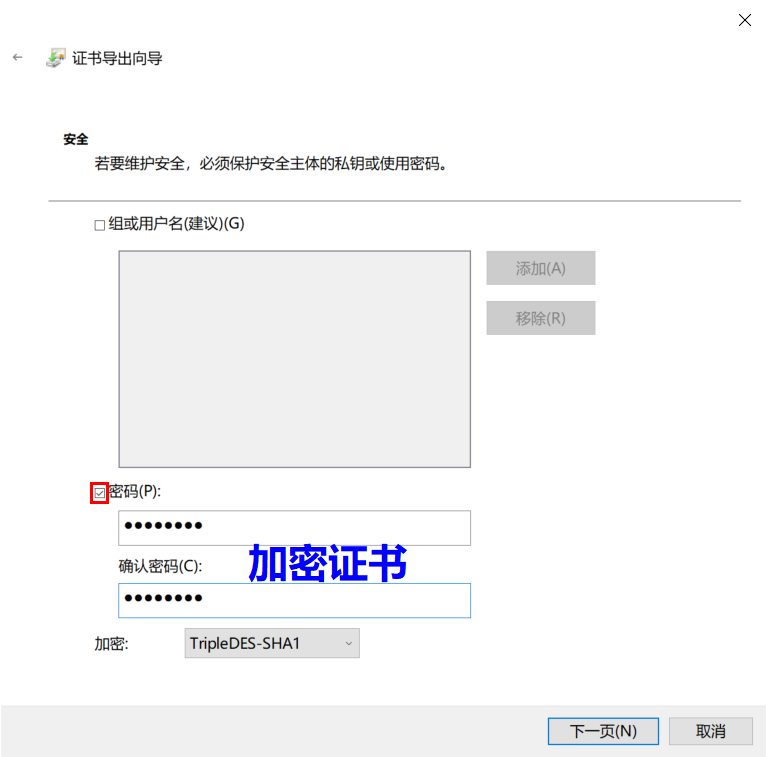 证书导出向导
安全
若要维护安全，必须保护安全主体的私钥或使用密码。
组或用户名(建议)(G)
添加(A)
移除(R)
密码(P):
●●●●●●●●
确认密码(C):
加密证书
●●●●●●●●
加密:
TripleDES-SHA1
下一页(N)
取消